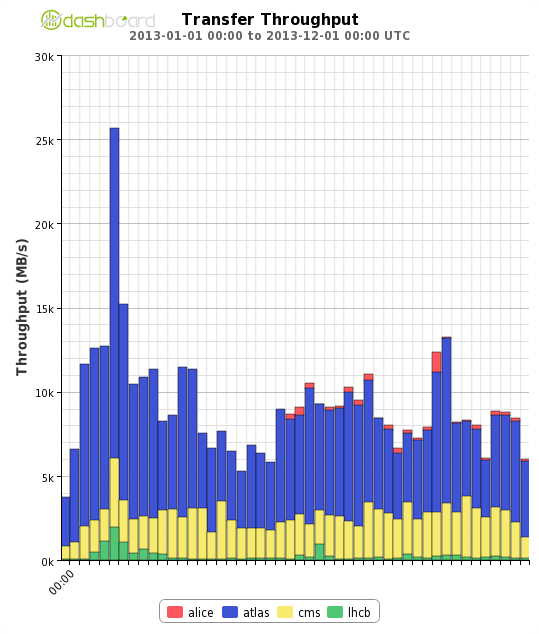 dashboard
Transfer Throughput
2013-01-01 00:00 to 2013-12-01 00:00 UTC
30k
25k
20k
15k
10k
5k
0k
Throughput (MB/s)
00:00
alice atlas cms lhcb